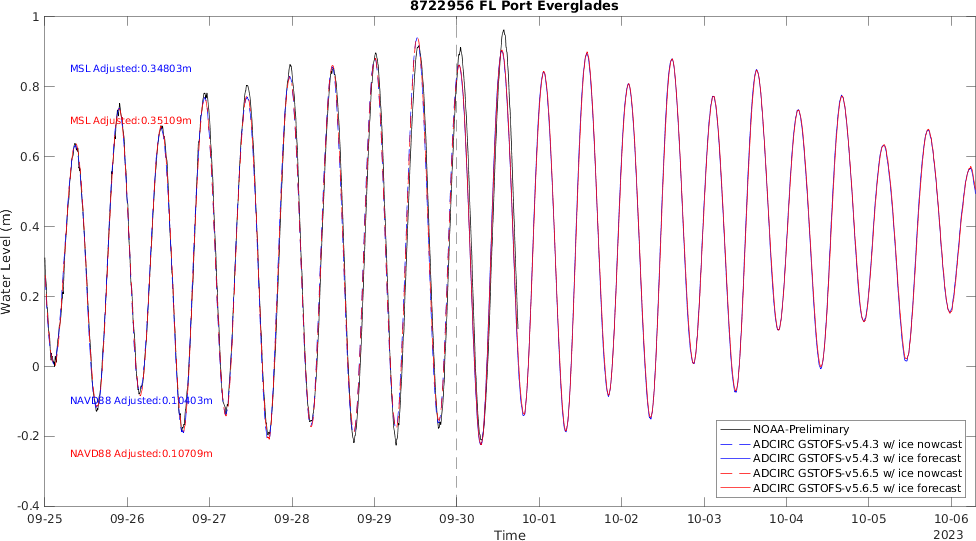 8722956 FL Port Everglades
1
0.8
0.6
0.4
0.2
0
-0.2
-0.4
Water Level (m)
MSL Adjusted:0.34803m
MSL Adjusted:0.35109m
NAVD88 Adjusted:0.10403m
NAVD88 Adjusted:0.10709m
NOAA-Preliminary
ADCIRC GSTOFS-v5.4.3 w/ ice nowcast
ADCIRC GSTOFS-v5.4.3 w/ ice forecast
ADCIRC GSTOFS-v5.6.5 w/ ice nowcast
ADCIRC GSTOFS-v5.6.5 w/ ice forecast
09-25 09-26 09-27 09-28 09-29 09-30 10-01 10-02 10-03 10-04 10-05 10-06
2023
Time